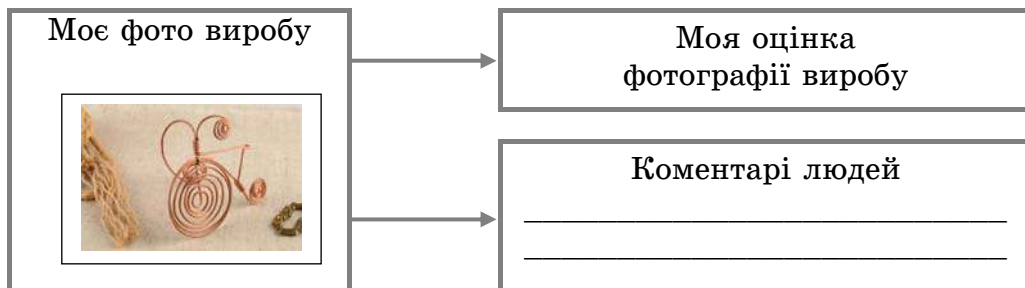 Моє фото виробу
Моя оцінка
фотографії виробу
Коментарі людей